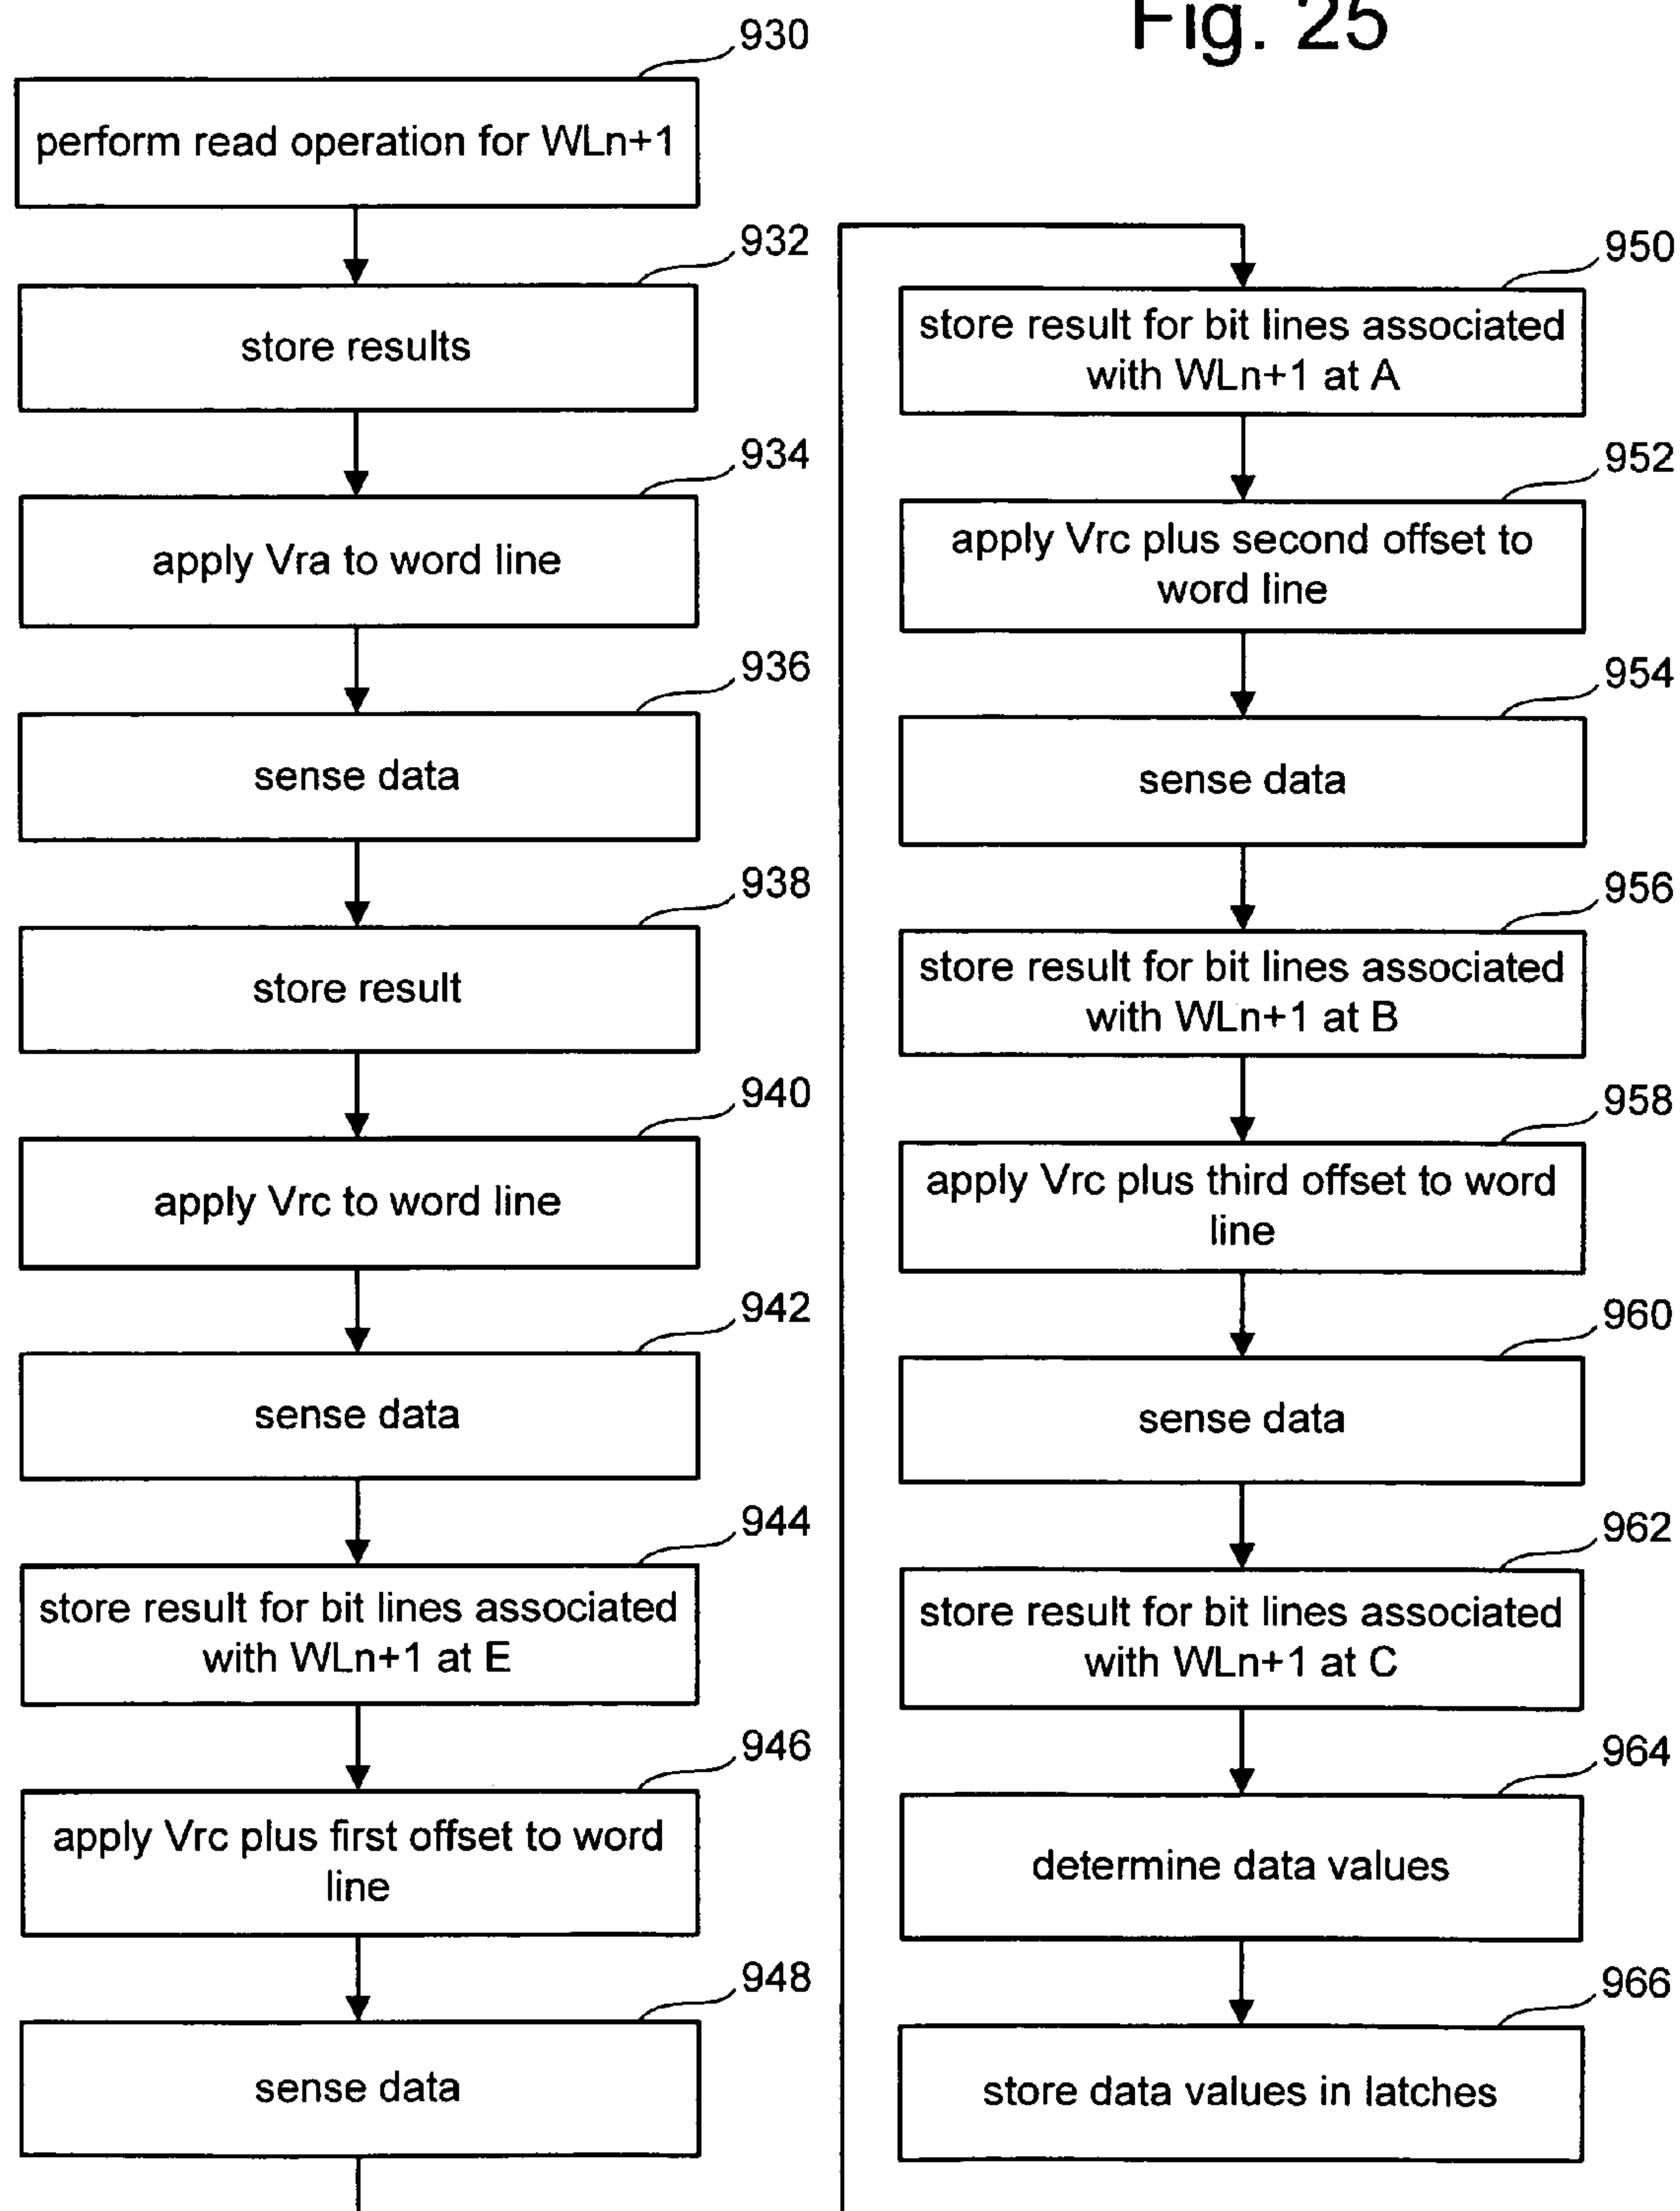 Fig. 25
930
perform read operation for WLn+1
932
store results
934
apply Vra to word line
936
sense data
938
store result
940
apply Vrc to word line
942
sense data
944
store result for bit lines associated
with WLn+1 at E
946
apply Vrc plus first offset to word
line
948
sense data
950
store result for bit lines associated
with WLn+1 at A
952
apply Vrc plus second offset to
word line
954
sense data
956
store result for bit lines associated
with WLn+1 at B
958
apply Vrc plus third offset to word
line
960
sense data
962
store result for bit lines associated
with WLn+1 at C
964
determine data values
966
store data values in latches